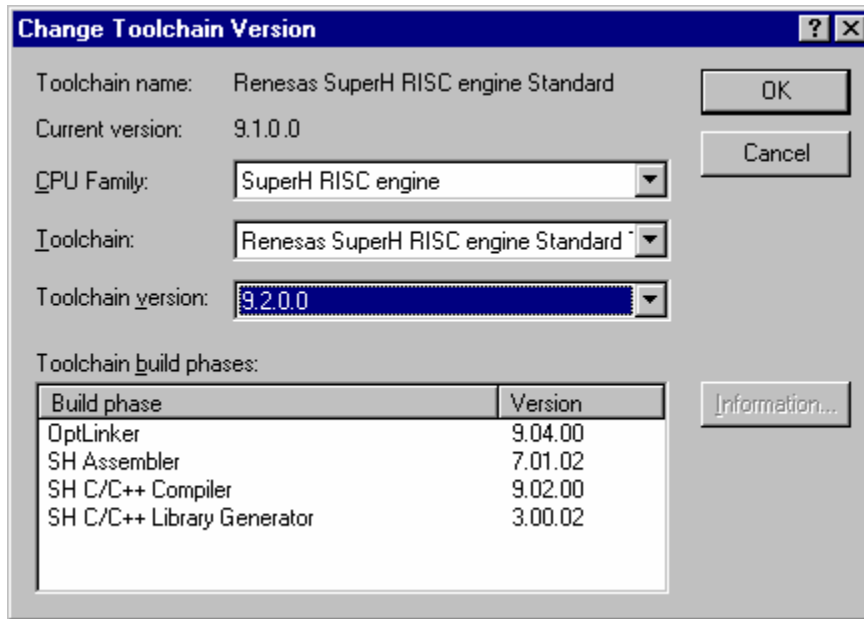 Change Toolchain Version
Toolchain name: Renesas SuperH RISC engine Standard
OK
Current version: 9.1.0.0
Cancel
CPU Family: SuperH RISC engine
Toolchain: Renesas SuperH RISC engine Standard
Toolchain version: 9.2.0.0
Toolchain build phases:
Build phase Version
Information...
OptLinker 9.04.00
SH Assembler 7.01.02
SH C/C++ Compiler 9.02.00
SH C/C++ Library Generator 3.00.02